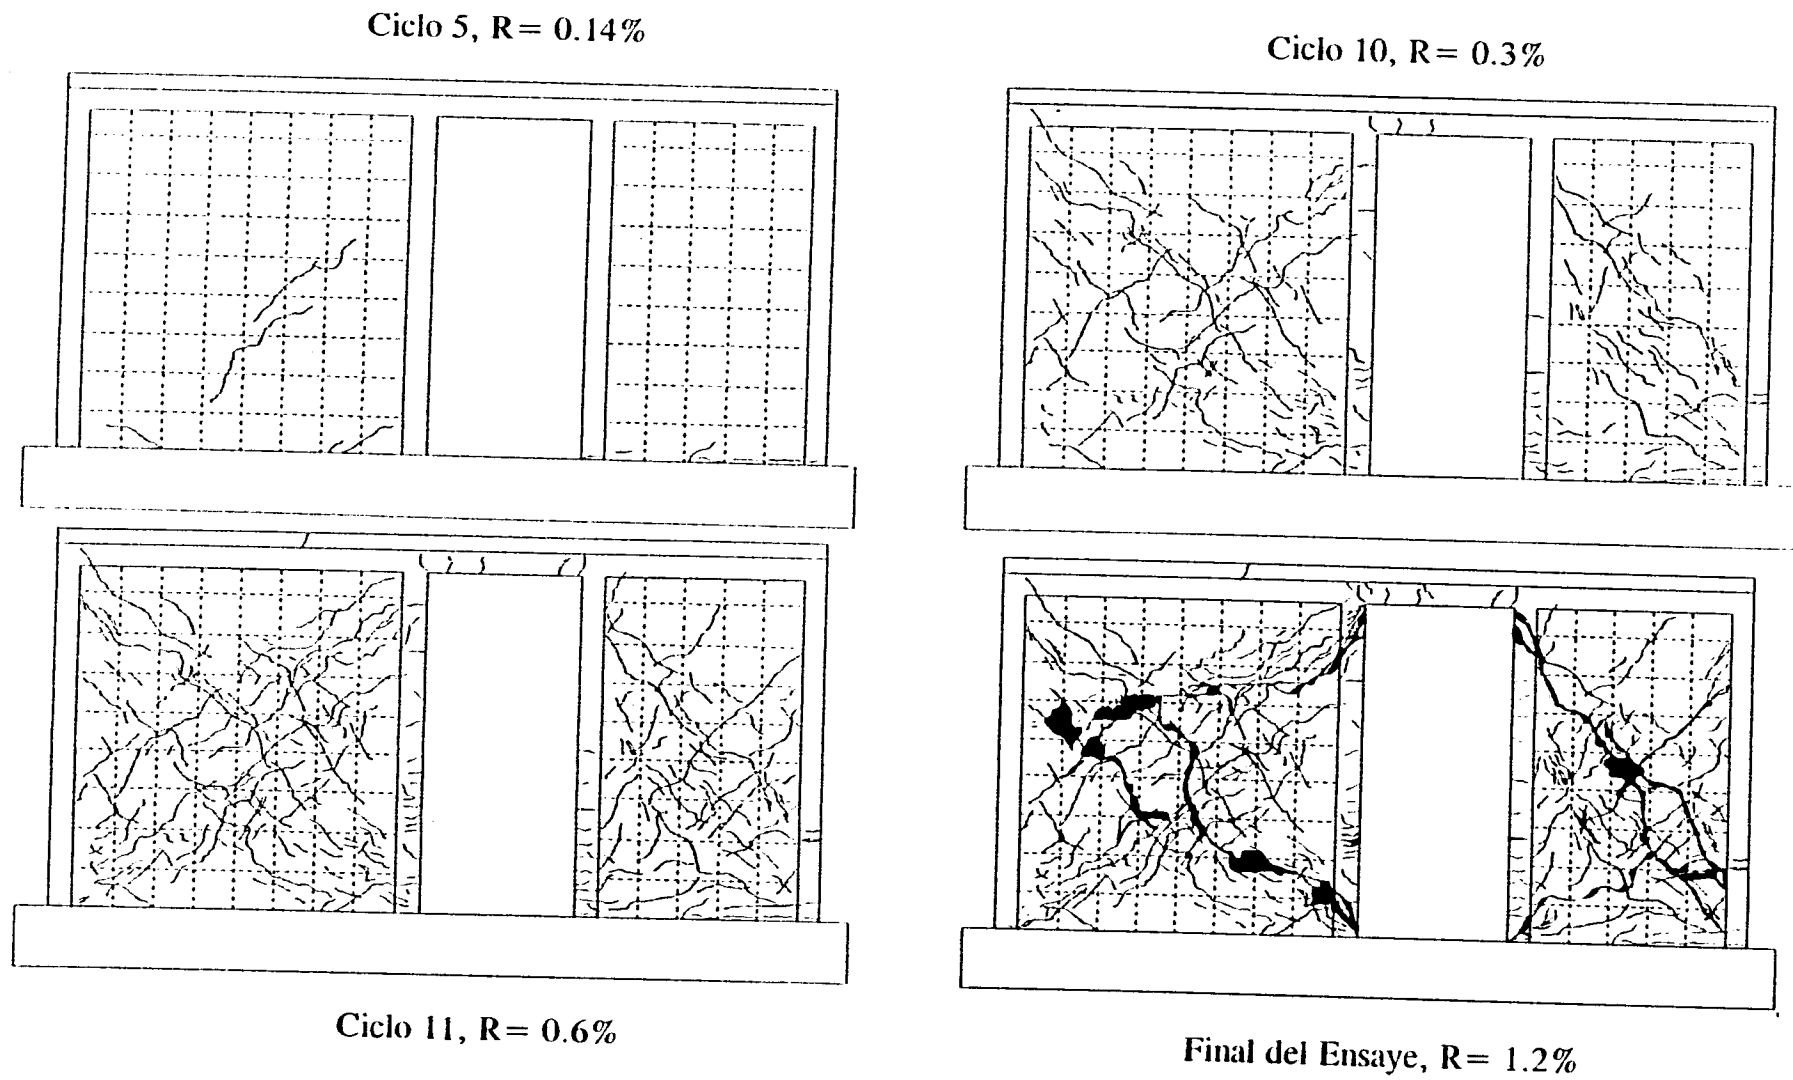 Ciclo 5, R= 0.14%
Ciclo 10, R= 0.3%
Ciclo 11, R= 0.6%
Final del Ensaye, R= 1.2%